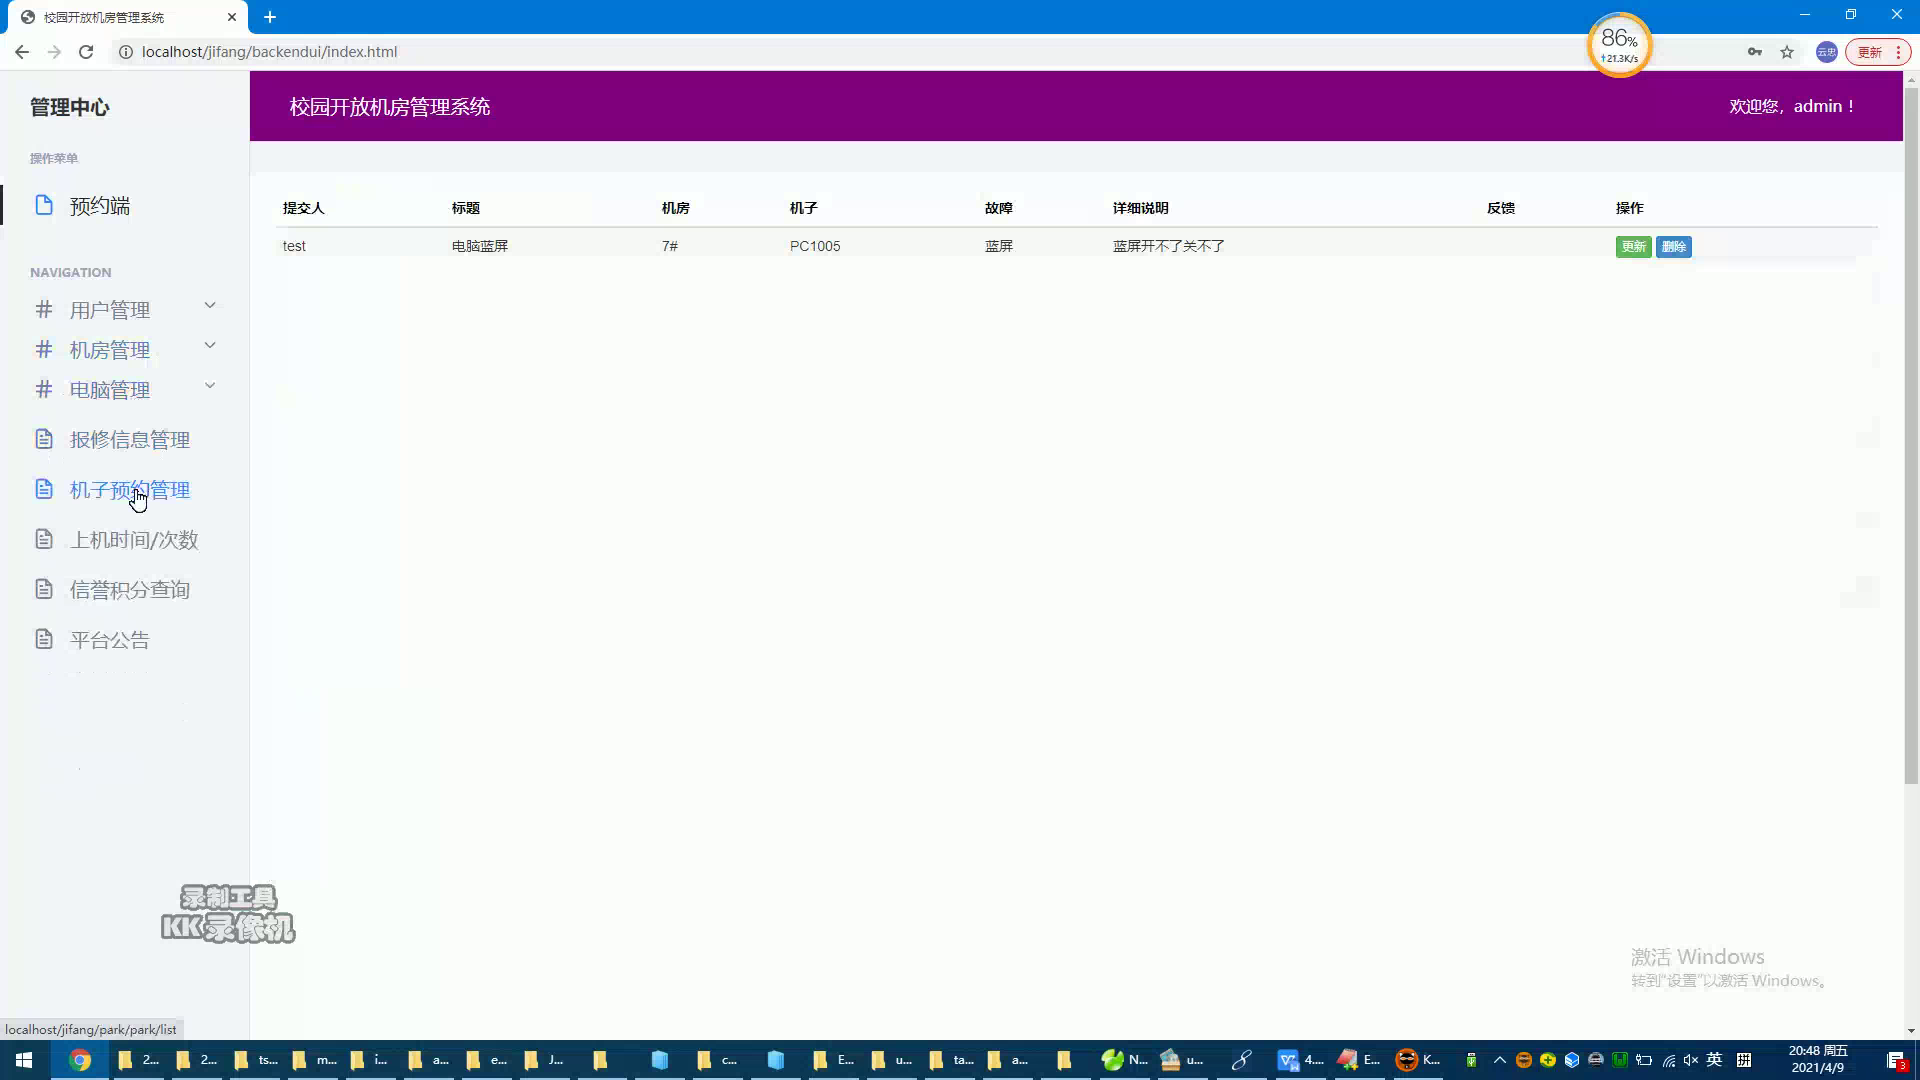 校园开放机房管理系统
localhost/jifang/backendui/index.html
86%
↑21.3K/s
云忠
更新
管理中心
校园开放机房管理系统
欢迎您，admin！
操作菜单
预约端
提交人 标题 机房 机子 故障 详细说明 反馈 操作
test 电脑蓝屏 7# PC1005 蓝屏 蓝屏开不了关不了 更新 删除
NAVIGATION
# 用户管理
# 机房管理
# 电脑管理
报修信息管理
机子预约管理
上机时间/次数
信誉积分查询
平台公告
录制工具
KK录像机
激活 Windows
转到“设置”以激活 Windows。
localhost/jifang/park/park/list
2... 2... ts... m... i... a... e... J... c... E... u... ta... a... N... u... 4.... E... K... 英 拼
20:48 周五
2021/4/9
3